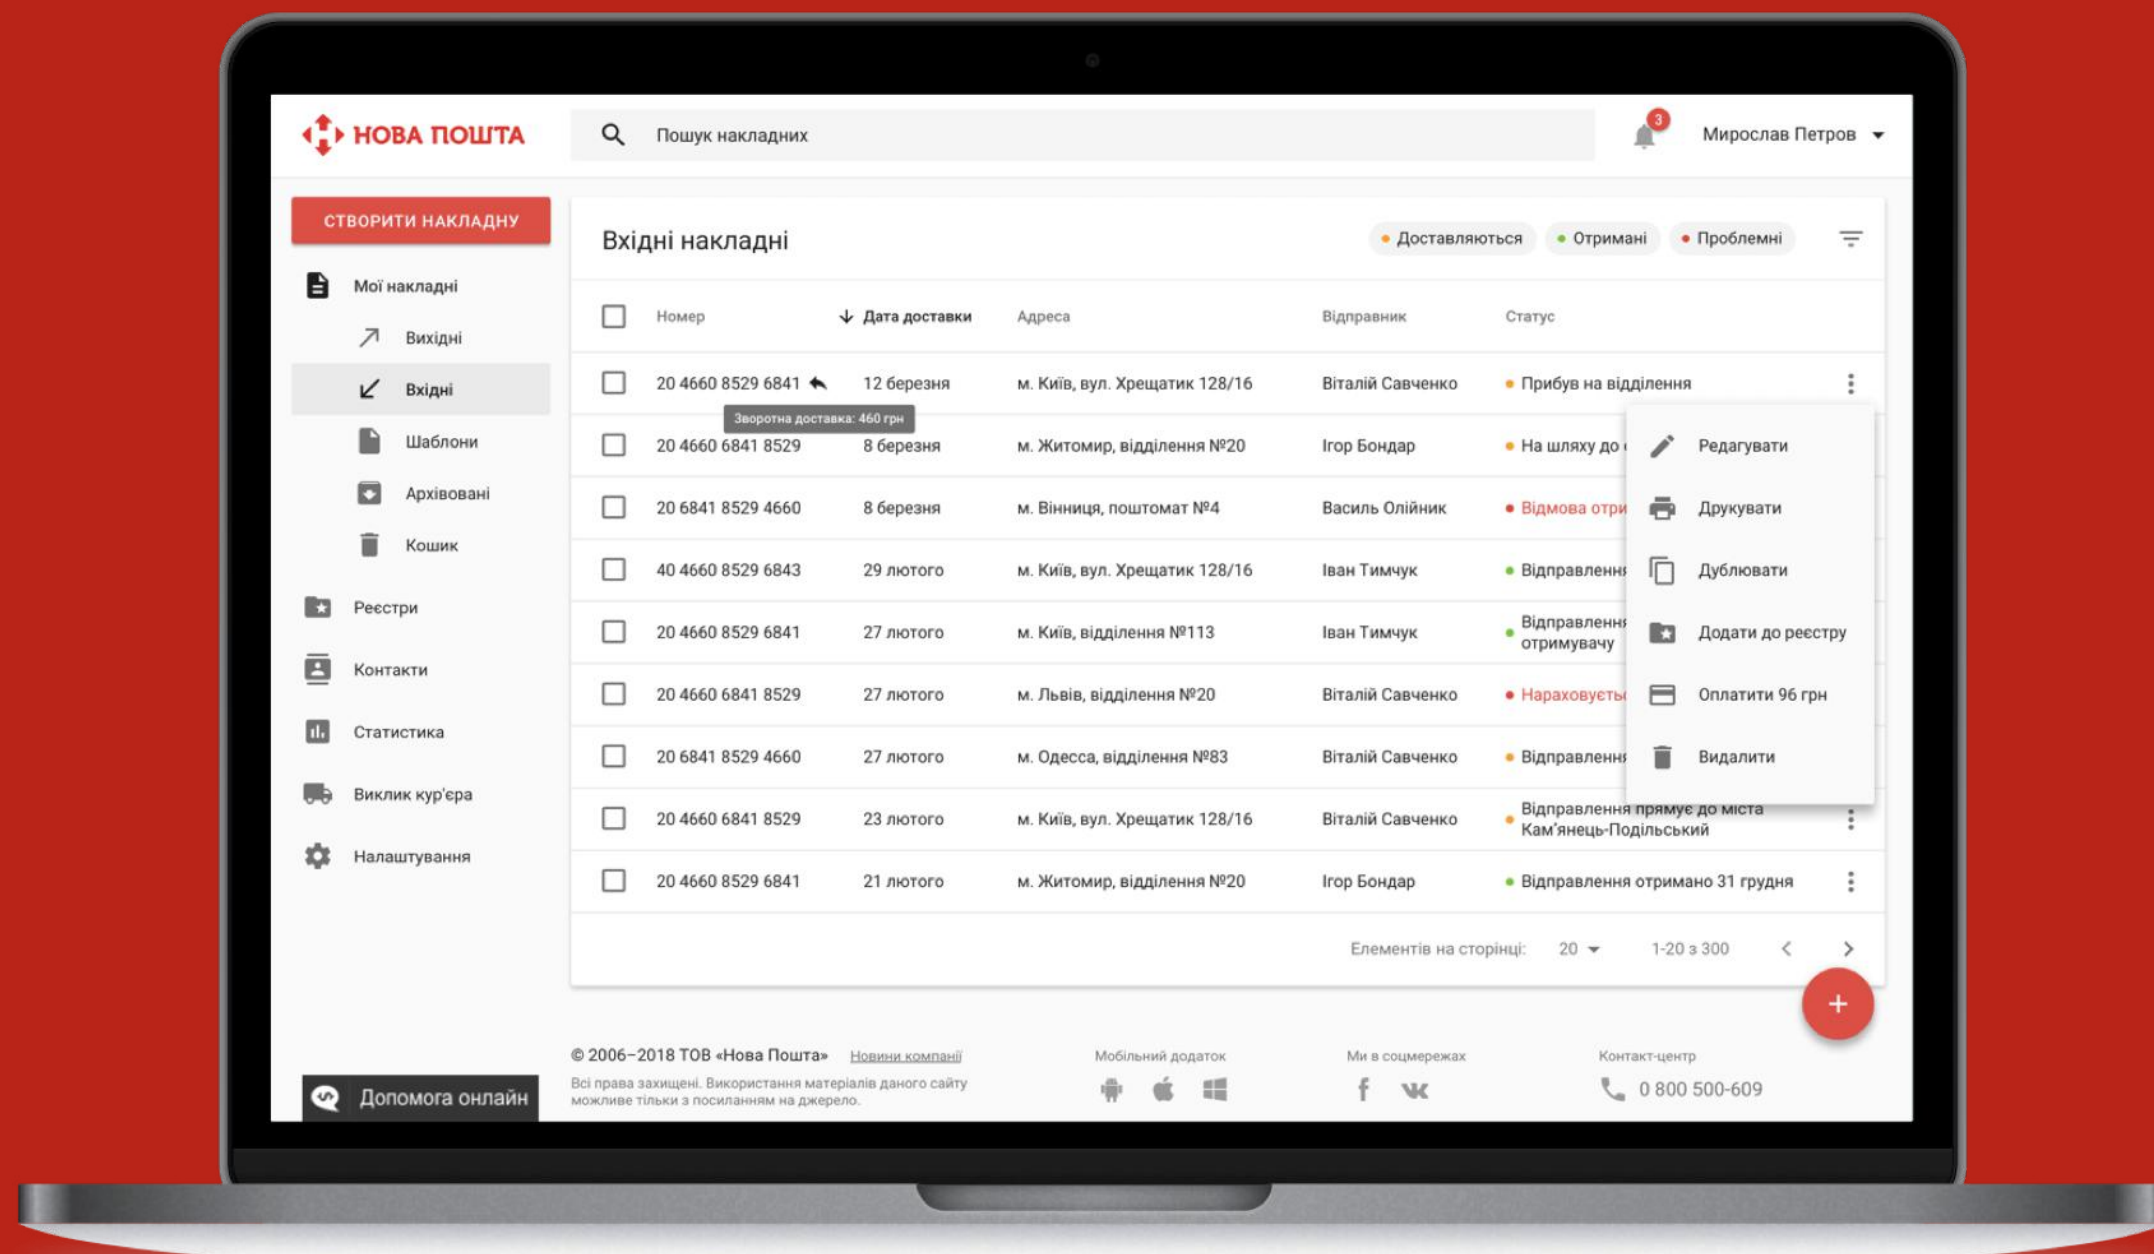 НОВА ПОШТА
Пошук накладних
3
Мирослав Петров
СТВОРИТИ НАКЛАДНУ
Мої накладні
Вихідні
Вхідні
Шаблони
Архівовані
Кошик
Реєстри
Контакти
Статистика
Виклик кур'єра
Налаштування
Допомога онлайн
Вхідні накладні
Доставляються
Отримані
Проблемні
Номер Дата доставки Адреса Відправник Статус
20 4660 8529 6841 12 березня м. Київ, вул. Хрещатик 128/16 Віталій Савченко Прибув на відділення
Зворотна доставка: 460 грн
20 4660 6841 8529 8 березня м. Житомир, відділення №20 Ігор Бондар На шляху до
20 6841 8529 4660 8 березня м. Вінниця, поштомат №4 Василь Олійник Відмова
40 4660 8529 6843 29 лютого м. Київ, вул. Хрещатик 128/16 Іван Тимчук Відправлення
20 4660 8529 6841 27 лютого м. Київ, відділення №113 Іван Тимчук Відправлення
отримувачу
20 4660 6841 8529 27 лютого м. Львів, відділення №20 Віталій Савченко
20 6841 8529 4660 27 лютого м. Одесса, відділення №83 Віталій Савченко Відправлення
20 4660 6841 8529 23 лютого м. Київ, вул. Хрещатик 128/16 Віталій Савченко Відправлення прямує до міста
Кам'янець-Подільський
20 4660 8529 6841 21 лютого м. Житомир, відділення №20 Ігор Бондар Відправлення отримано 31 грудня
Редагувати
Друкувати
Дублювати
Додати до реєстру
Оплатити 96 грн
Видалити
Елементів на сторінці: 20 1-20 з 300
© 2006–2018 ТОВ «Нова Пошта» Новини компанії
Всі права захищені. Використання матеріалів даного сайту
можливе тільки з посиланням на джерело.
Мобільний додаток
Ми в соцмережах
Контакт-центр
0 800 500-609